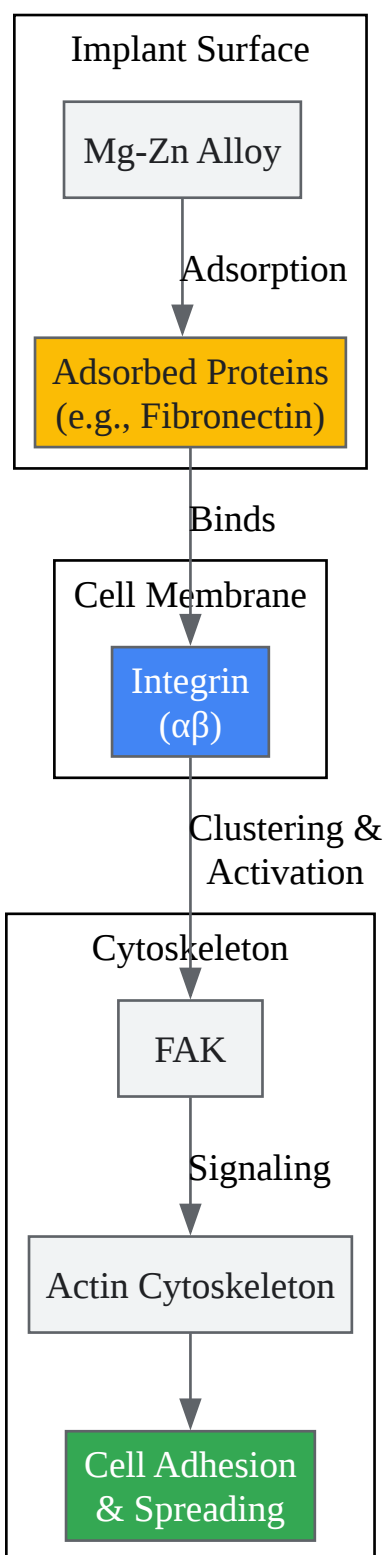 Implant Surface
Mg-Zn Alloy
Adsorption
Adsorbed Proteins
(e.g., Fibronectin)
Binds
Cell Membrane
Integrin
(αβ)
Clustering &
Activation
Cytoskeleton
FAK
Signaling
Actin Cytoskeleton
Cell Adhesion
& Spreading